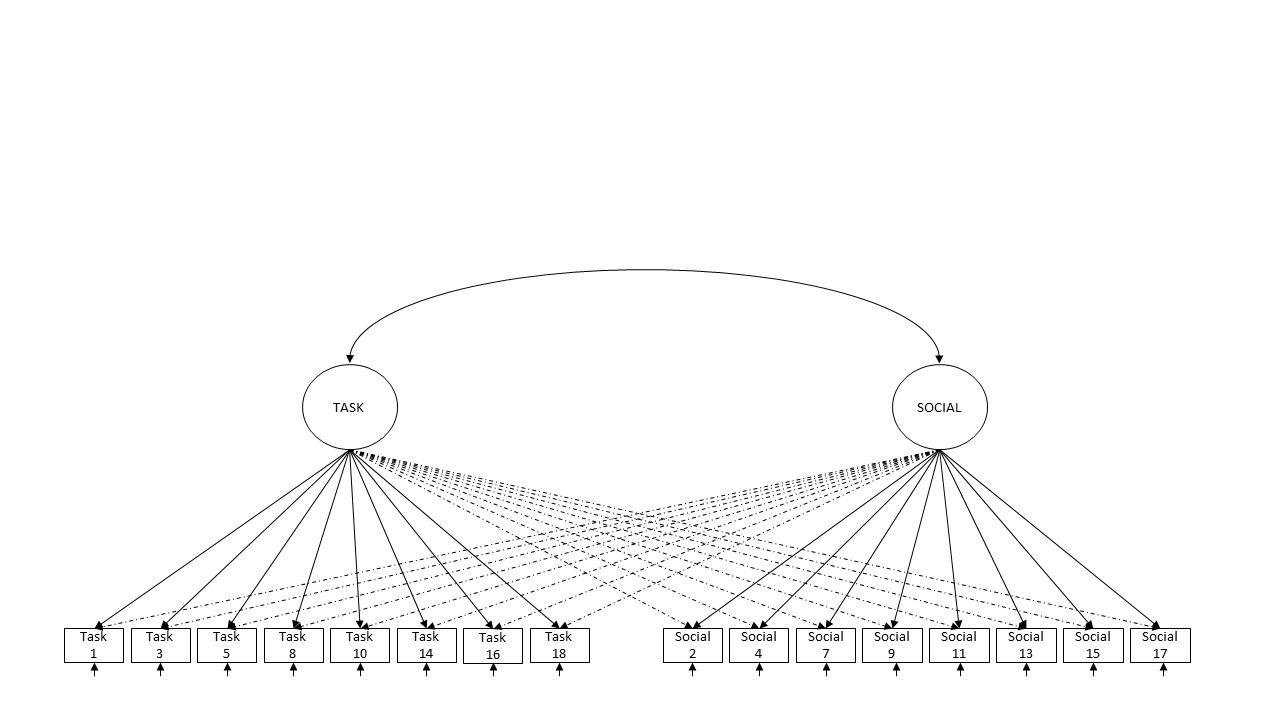 TASK
SOCIAL
Task
1
Task
3
Task
5
Task
8
Task
10
Task
14
Task
16
Task
18
Social
2
Social
4
Social
7
Social
9
Social
11
Social
13
Social
15
Social
17